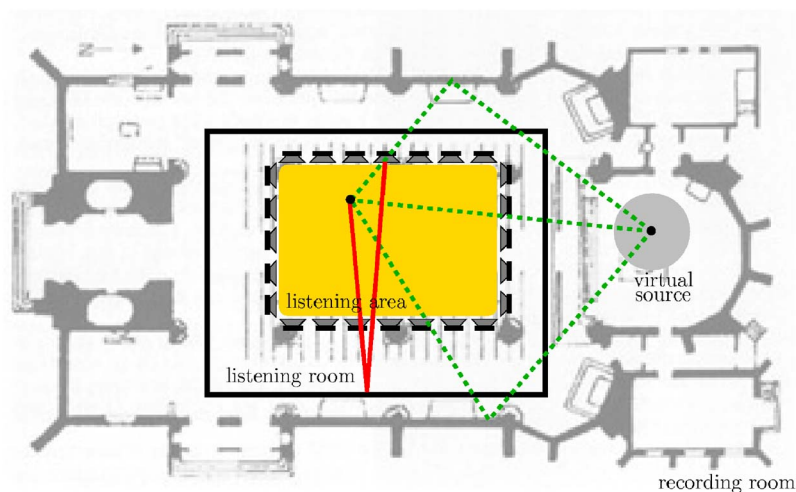 N
virtual
source
listening area
listening room
recording room